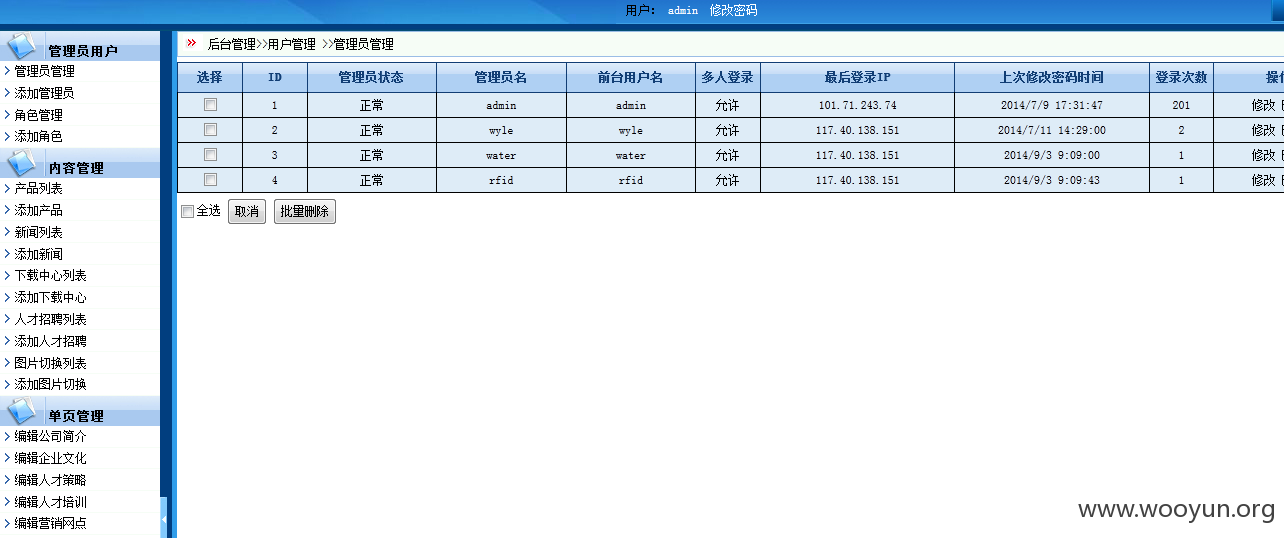 用户： admin 修改密码
管理员用户
管理员管理
添加管理员
角色管理
添加角色
内容管理
产品列表
添加产品
新闻列表
添加新闻
下载中心列表
添加下载中心
人才招聘列表
添加人才招聘
图片切换列表
添加图片切换
单页管理
编辑公司简介
编辑企业文化
编辑人才策略
编辑人才培训
编辑营销网点
后台管理>>用户管理 >>管理员管理
选择 ID 管理员状态 管理员名 前台用户名 多人登录 最后登录IP 上次修改密码时间 登录次数
1 正常 admin admin 允许 101.71.243.74 2014/7/9 17:31:47 201 修改
2 正常 wyle wyle 允许 117.40.138.151 2014/7/11 14:29:00 2 修改
3 正常 water water 允许 117.40.138.151 2014/9/3 9:09:00 1 修改
4 正常 rfid rfid 允许 117.40.138.151 2014/9/3 9:09:43 1 修改
全选 取消 批量删除
www.wooyun.org